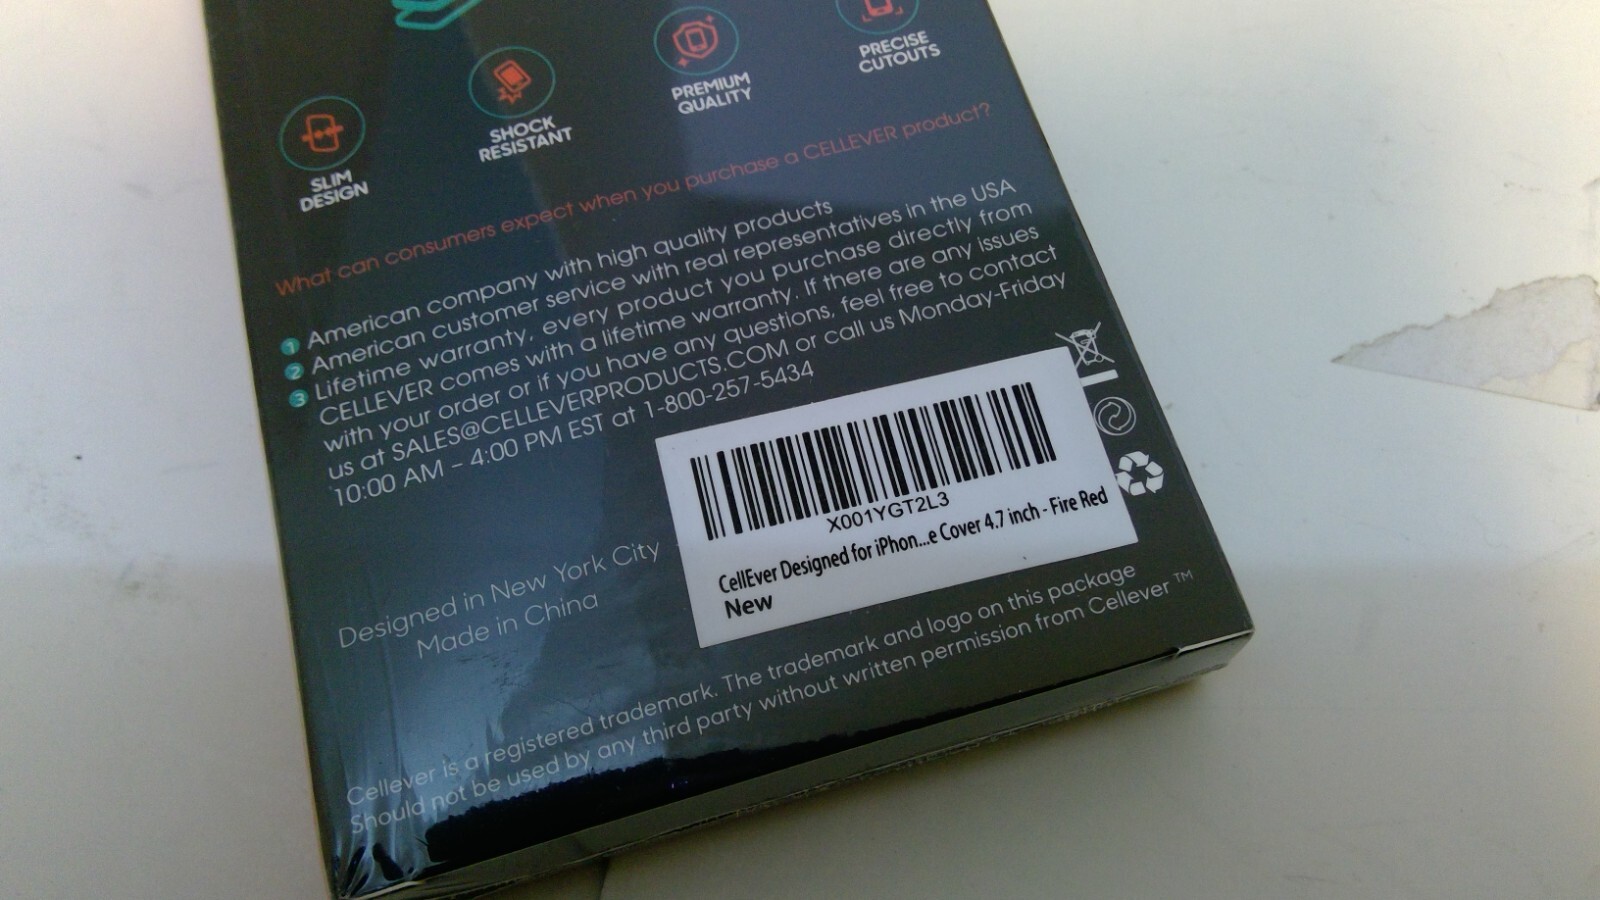 SLIM
DESIGN
SHOCK
RESISTANT
PREMIUM
QUALITY
PRECISE
CUTOUTS
What can consumers expect when you purchase a CELLEVER product?
1 American company with high quality products
2 American customer service with real representatives in the USA
3 Lifetime warranty, every product you purchase directly from
CELLEVER comes with a lifetime warranty. If there are any issues
with your order or if you have any questions, feel free to contact
us at SALES@CELLEVERPRODUCTS.COM or call us Monday-Friday
10:00 AM - 4:00 PM EST at 1-800-257-5434
X001YGT2L3
CellEver Designed for iPhon...e Cover 4.7 inch - Fire Red
New
Designed in New York City
Made in China
Cellever is a registered trademark. The trademark and logo on this package
Should not be used by any third party without written permission from Cellever™